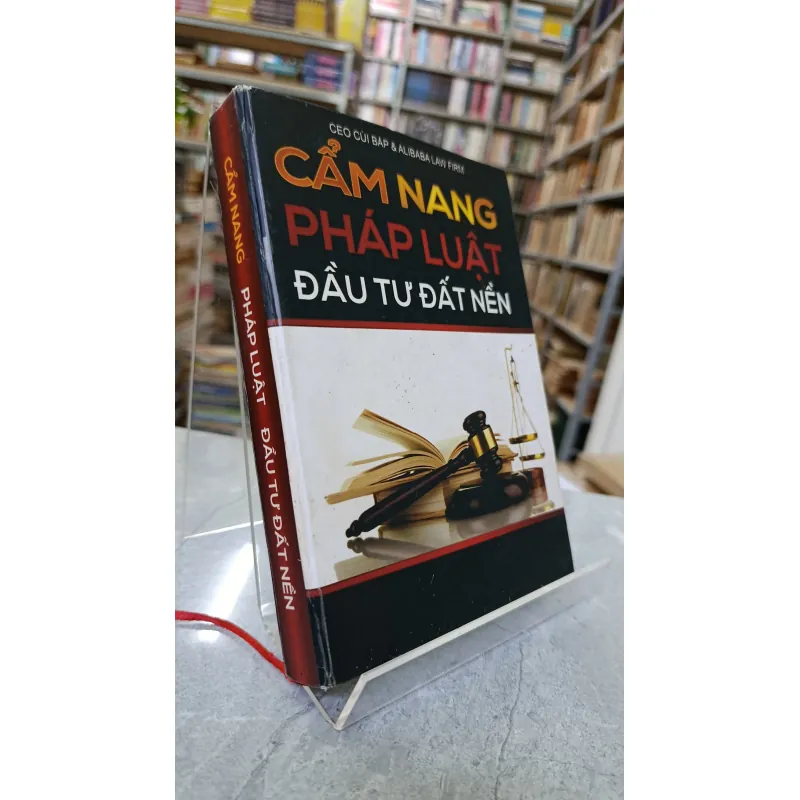 CEO CÙI BẮP & ALIBABA LAW FIRM
CẨM NANG
PHÁP LUẬT
ĐẦU TƯ ĐẤT NỀN
CẨM NANG PHÁP LUẬT ĐẦU TƯ ĐẤT NỀN